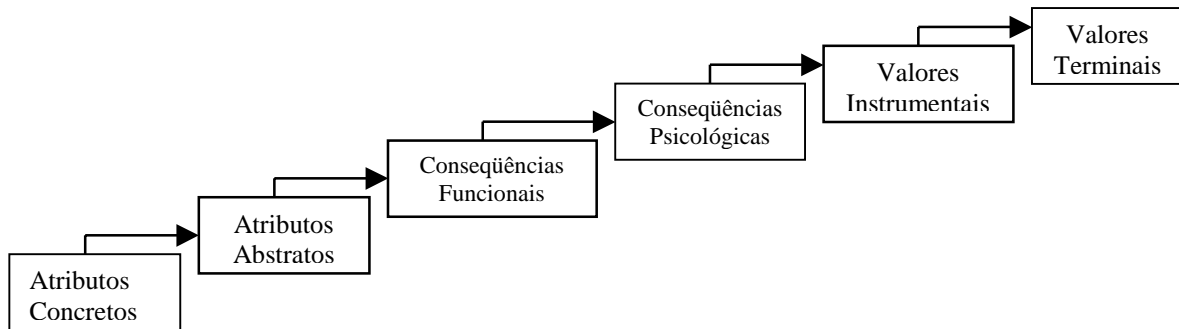 Valores
Terminais
Valores
Instrumentais
Conseqüências
Psicológicas
Conseqüências
Funcionais
Atributos
Abstratos
Atributos
Concretos